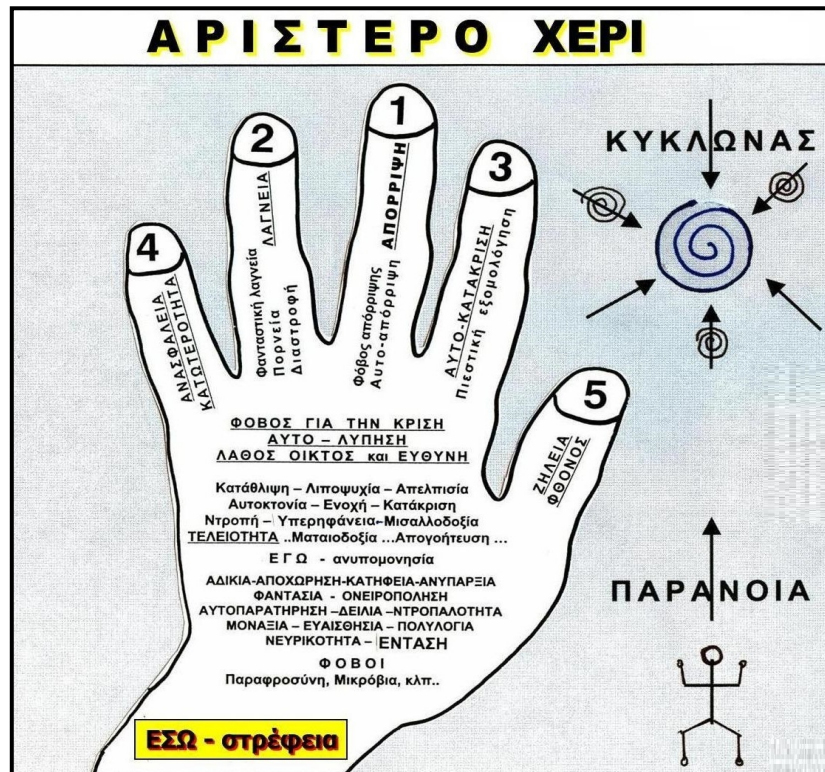 ΑΡΙΣΤΕΡΟ ΧΕΡΙ
1
ΑΠΟΡΡΙΨΗ
Φόβος απόρριψης
Αυτο-απόρριψη
2
ΛΑΓΝΕΙΑ
Φανταστική λαγνεία
Πορνεία
Διαστροφή
3
ΑΥΤΟ-ΚΑΤΑΚΡΙΣΗ
Πιεστική εξομολόγηση
4
ΑΝΑΣΦΑΛΕΙΑ
ΚΑΤΩΤΕΡΟΤΗΤΑ
5
ΖΗΛΕΙΑ
ΦΘΟΝΟΣ
ΦΟΒΟΣ ΓΙΑ ΤΗΝ ΚΡΙΣΗ
ΑΥΤΟ – ΛΥΠΗΣΗ
ΛΑΘΟΣ ΟΙΚΤΟΣ και ΕΥΘΥΝΗ
Κατάθλιψη – Λιποψυχία – Απελπισία
Αυτοκτονία – Ενοχή – Κατάκριση
Ντροπή – Υπερηφάνεια-Μισαλλοδοξία
ΤΕΛΕΙΟΤΗΤΑ ..Ματαιοδοξία ...Απογοήτευση ...
ΕΓΩ - ανυπομονησία
ΑΔΙΚΙΑ-ΑΠΟΧΩΡΗΣΗ-ΚΑΤΗΦΕΙΑ-ΑΝΥΠΑΡΞΙΑ
ΦΑΝΤΑΣΙΑ - ΟΝΕΙΡΟΠΟΛΗΣΗ
ΑΥΤΟΠΑΡΑΤΗΡΗΣΗ –ΔΕΙΛΙΑ –ΝΤΡΟΠΑΛΟΤΗΤΑ
ΜΟΝΑΞΙΑ – ΕΥΑΙΣΘΗΣΙΑ – ΠΟΛΥΛΟΓΙΑ
ΝΕΥΡΙΚΟΤΗΤΑ – ΕΝΤΑΣΗ
ΦΟΒΟΙ
Παραφροσύνη, Μικρόβια, κλπ..
ΕΣΩ - στρέφεια
ΚΥΚΛΩΝΑΣ
ΠΑΡΑΝΟΙΑ